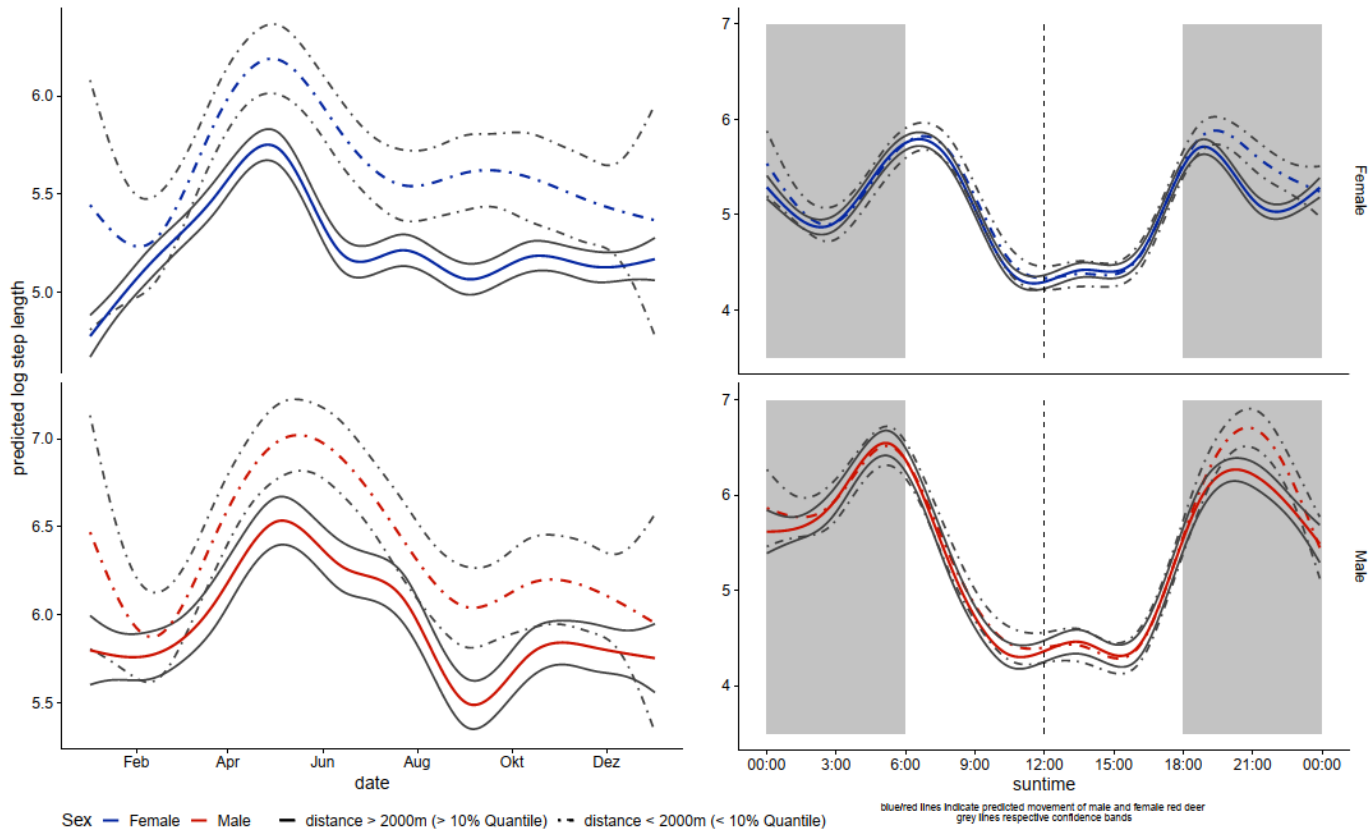 predicted log step length
6.0
5.5
5.0
7.0
6.5
6.0
5.5
Feb Apr Jun Aug Okt Dez
date
7
6
5
4
Female
7
6
5
4
Male
00:00 3:00 6:00 9:00 12:00 15:00 18:00 21:00 00:00
suntime
Sex Female Male distance > 2000m (> 10% Quantile) distance < 2000m (< 10% Quantile)
blue/red lines indicate predicted movement of male and female red deer
grey lines respective confidence bands